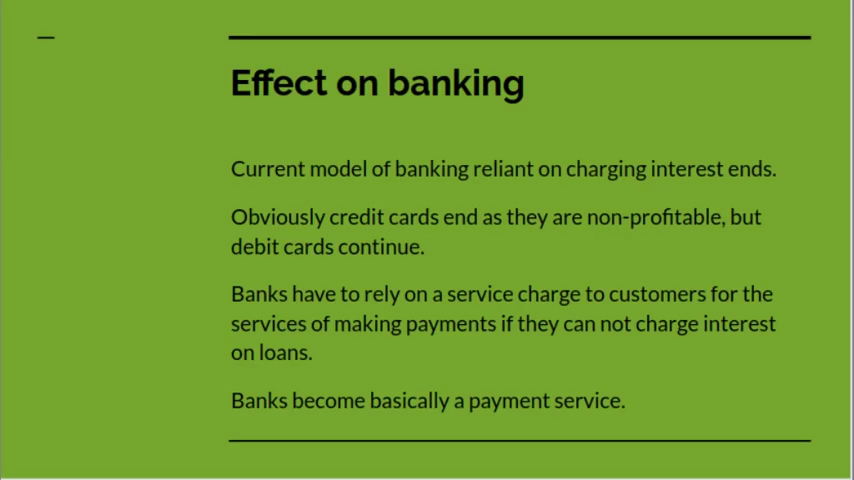 Effect on banking
Current model of banking reliant on charging interest ends.
Obviously credit cards end as they are non-profitable, but
debit cards continue.
Banks have to rely on a service charge to customers for the
services of making payments if they can not charge interest
on loans.
Banks become basically a payment service.